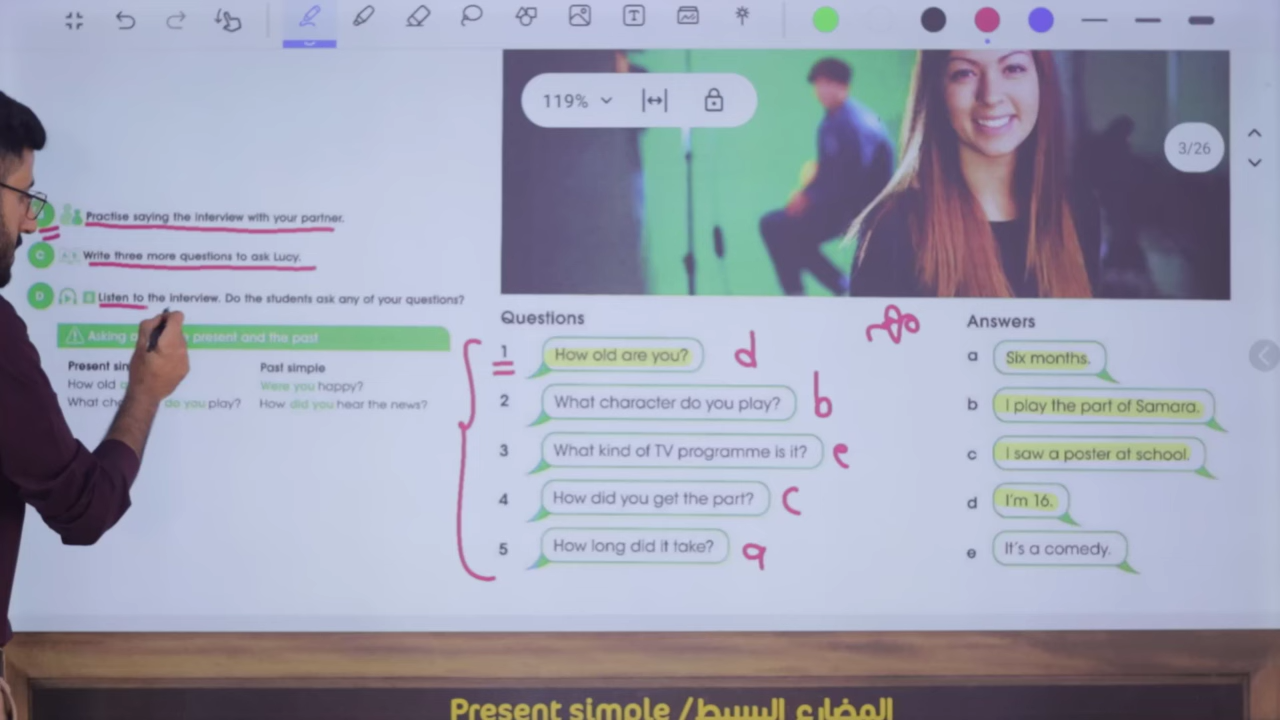 119%
3/26
Practise saying the interview with your partner.
C Write three more questions to ask Lucy.
D Listen to the interview. Do the students ask any of your questions?
Asking present and the past
Present Past simple
How old Were you happy?
What do you play? How did you hear the news?
Questions
1 How old are you? d
2 What character do you play? b
3 What kind of TV programme is it? e
4 How did you get the part? c
5 How long did it take? a
Answers
a Six months.
b I play the part of Samara.
c I saw a poster at school.
d I'm 16.
e It's a comedy.
Present simple / المضارع البسيط